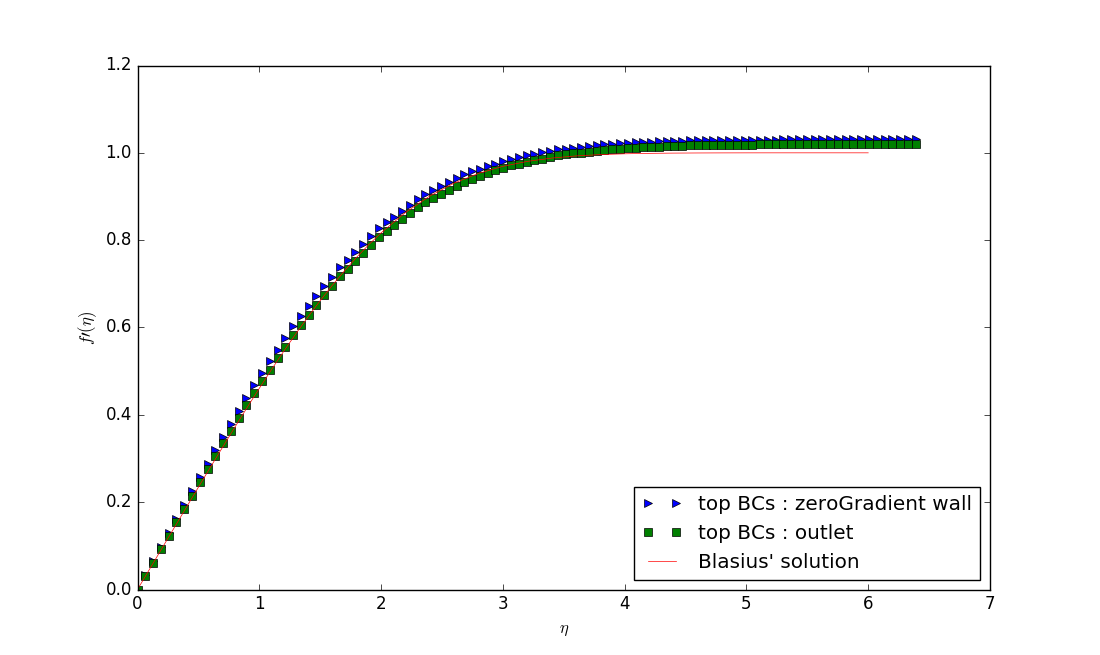 1.2
1.0
0.8
0.6
0.4
0.2
0.0
f′(η)
0 1 2 3 4 5 6 7
η
top BCs : zeroGradient wall
top BCs : outlet
Blasius' solution